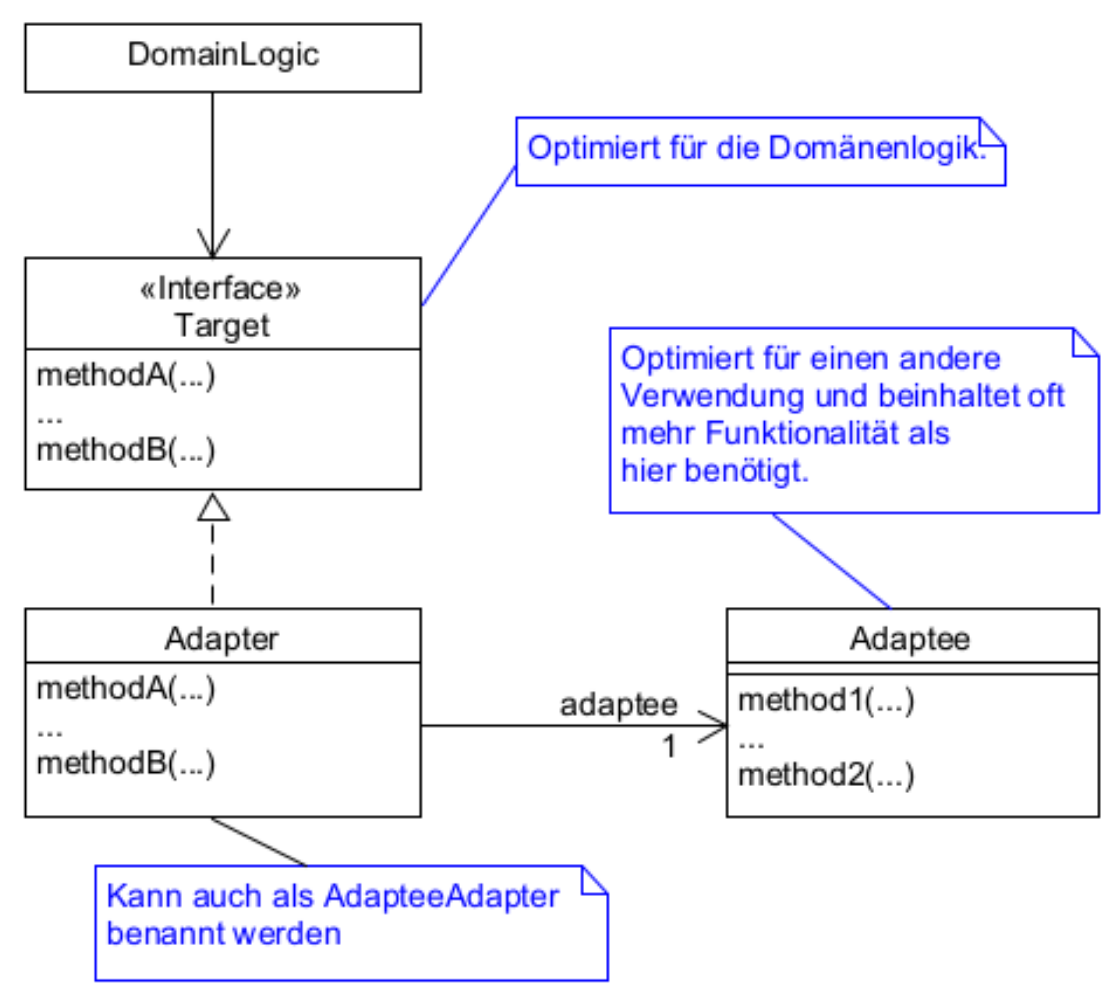 DomainLogic
Optimiert für die Domänenlogik.
«Interface»
Target
methodA(...)
...
methodB(...)
Optimiert für einen andere
Verwendung und beinhaltet oft
mehr Funktionalität als
hier benötigt.
Adapter
methodA(...)
...
methodB(...)
adaptee
1
Adaptee
method1(...)
...
method2(...)
Kann auch als AdapteeAdapter
benannt werden